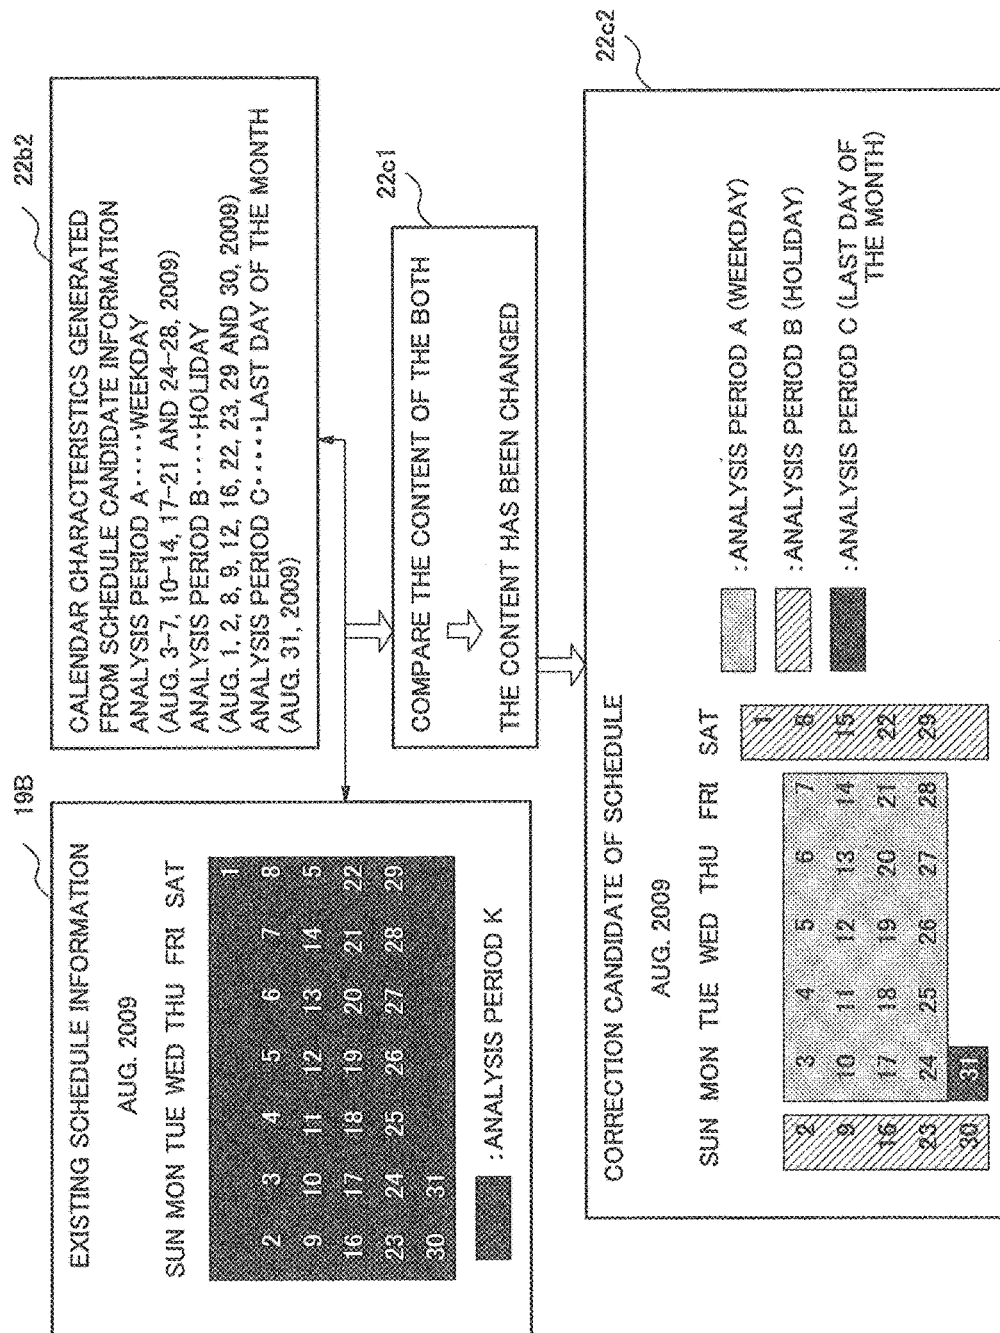 19B
EXISTING SCHEDULE INFORMATION
AUG. 2009
SUN MON TUE WED THU FRI SAT
1
2 3 4 5 6 7 8
9 10 11 12 13 14 5
16 17 18 19 20 21 22
23 24 25 26 27 28 29
30 31
: ANALYSIS PERIOD K
22b2
CALENDAR CHARACTERISTICS GENERATED
FROM SCHEDULE CANDIDATE INFORMATION
ANALYSIS PERIOD A·····WEEKDAY
(AUG. 3-7, 10-14, 17-21 AND 24-28, 2009)
ANALYSIS PERIOD B·····HOLIDAY
(AUG. 1, 2, 8, 9, 12, 16, 22, 23, 29 AND 30, 2009)
ANALYSIS PERIOD C·····LAST DAY OF THE MONTH
(AUG. 31, 2009)
22c1
COMPARE THE CONTENT OF THE BOTH
THE CONTENT HAS BEEN CHANGED
22c2
CORRECTION CANDIDATE OF SCHEDULE
AUG. 2009
SUN MON TUE WED THU FRI SAT
1
2 3 4 5 6 7 8
9 10 11 12 13 14 15
16 17 18 19 20 21 22
23 24 25 26 27 28 29
30 31
: ANALYSIS PERIOD A (WEEKDAY)
: ANALYSIS PERIOD B (HOLIDAY)
: ANALYSIS PERIOD C (LAST DAY OF
THE MONTH)